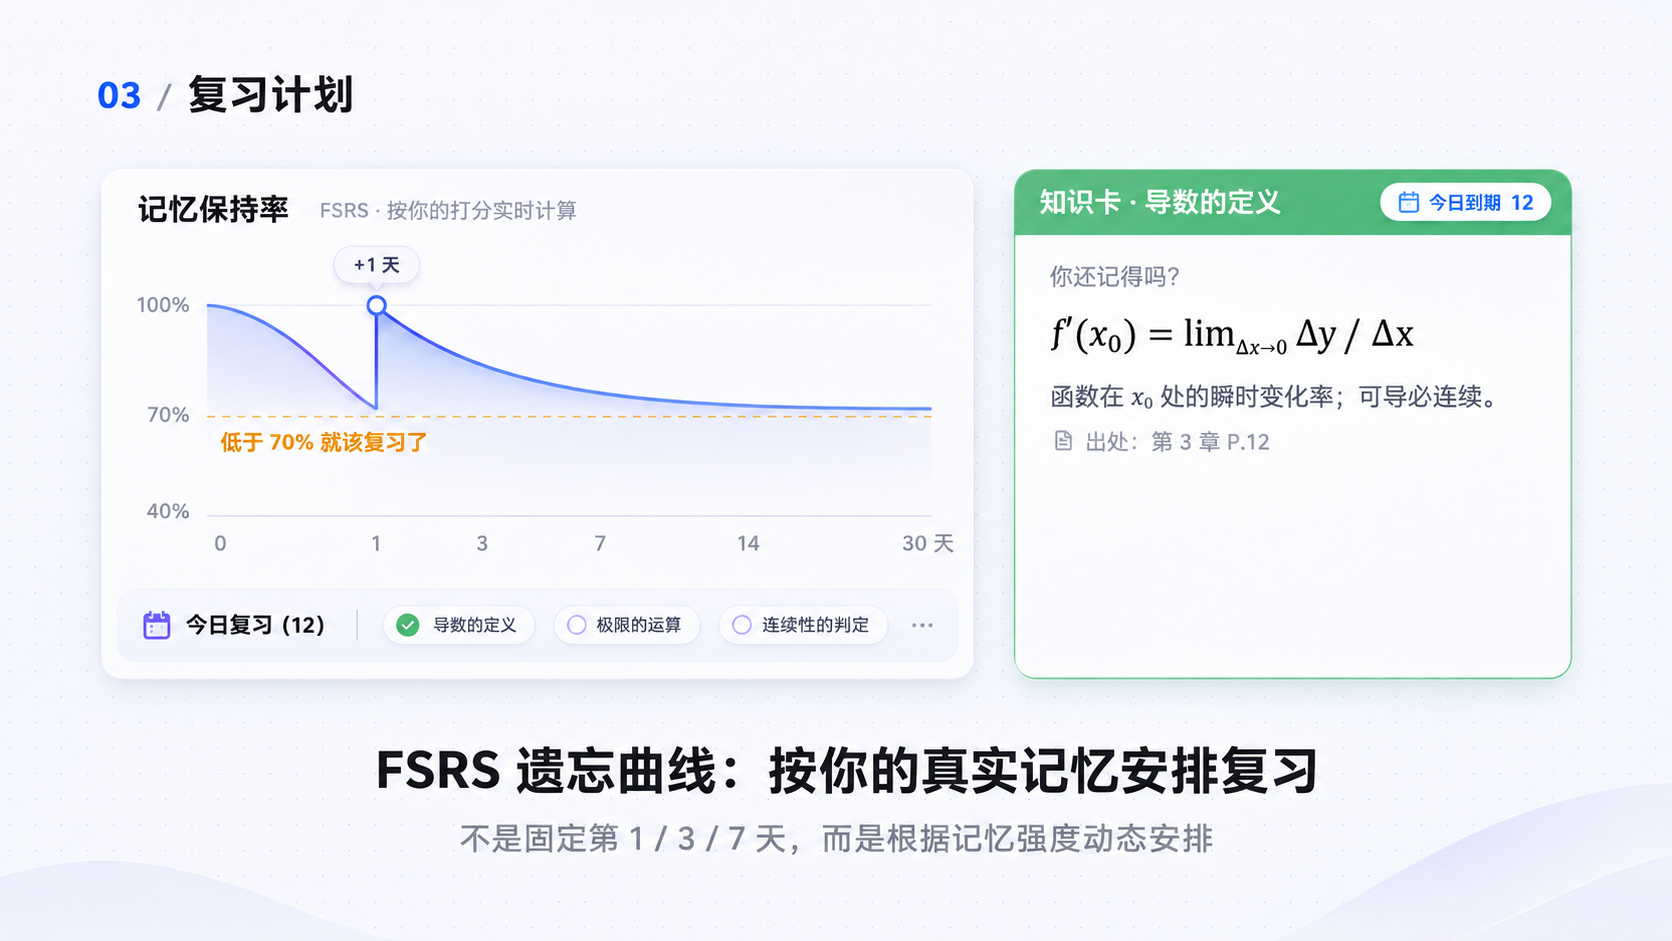 03 / 复习计划
记忆保持率 FSRS · 按你的打分实时计算
+1 天
100%
70%
低于 70% 就该复习了
40%
0 1 3 7 14 30 天
今日复习 (12) 导数的定义 极限的运算 连续性的判定 ···
知识卡 · 导数的定义 今日到期 12
你还记得吗？
f′(x₀) = lim_{Δx→0} Δy / Δx
函数在 x₀ 处的瞬时变化率；可导必连续。
出处：第 3 章 P.12
FSRS 遗忘曲线：按你的真实记忆安排复习
不是固定第 1 / 3 / 7 天，而是根据记忆强度动态安排